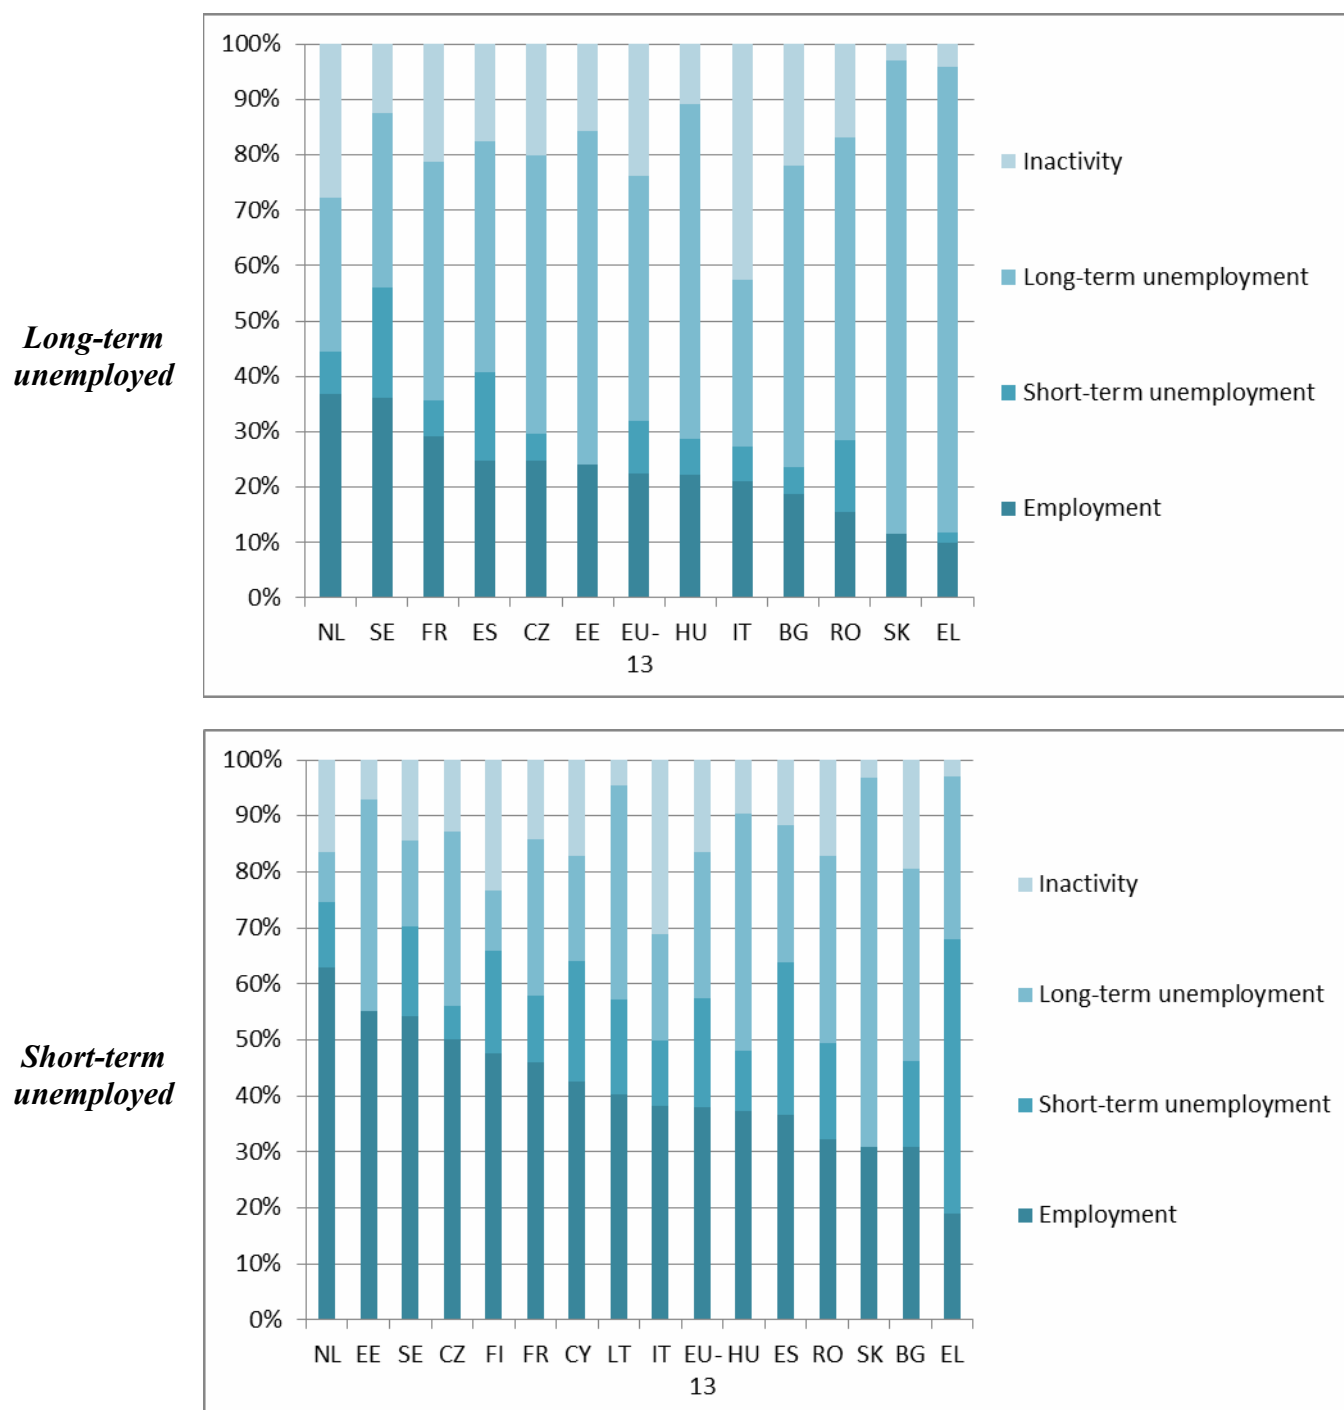 Long-term
unemployed
100%
90%
80%
70%
60%
50%
40%
30%
20%
10%
0%
NL SE FR ES CZ EE EU- HU IT BG RO SK EL
13
Inactivity
Long-term unemployment
Short-term unemployment
Employment
Short-term
unemployed
100%
90%
80%
70%
60%
50%
40%
30%
20%
10%
0%
NL EE SE CZ FI FR CY LT IT EU- HU ES RO SK BG EL
13
Inactivity
Long-term unemployment
Short-term unemployment
Employment